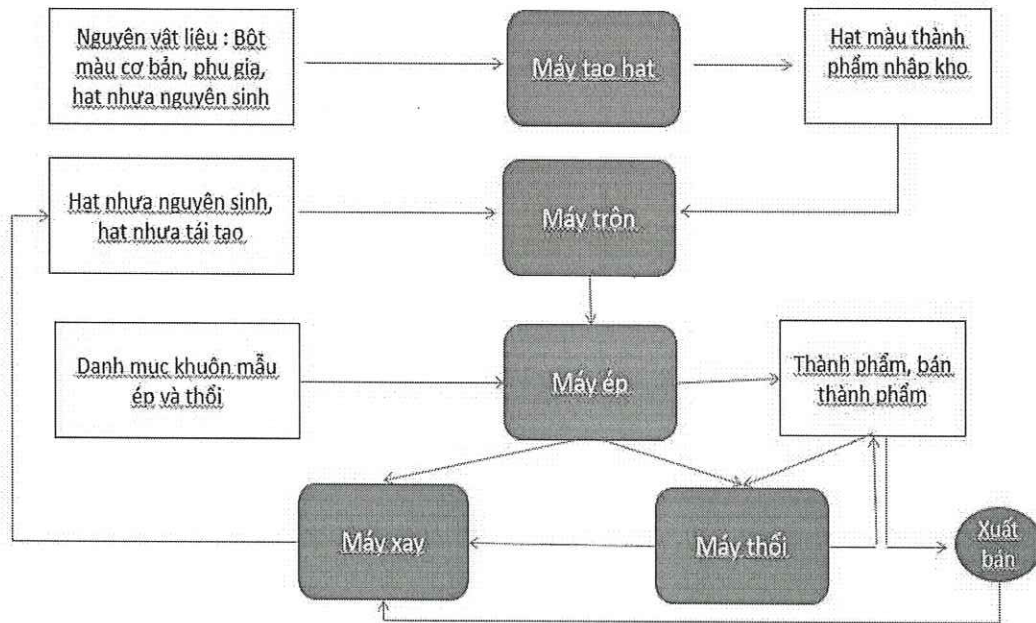 Nguyên vật liệu : Bột
màu cơ bản, phụ gia,
hạt nhựa nguyên sinh
Máy tạo hạt
Hạt màu thành
phẩm nhập kho
Hạt nhựa nguyên sinh,
hạt nhựa tái tạo
Máy trộn
Danh mục khuôn mẫu
ép và thổi
Máy ép
Thành phẩm, bán
thành phẩm
Máy xay
Máy thổi
Xuất
bán